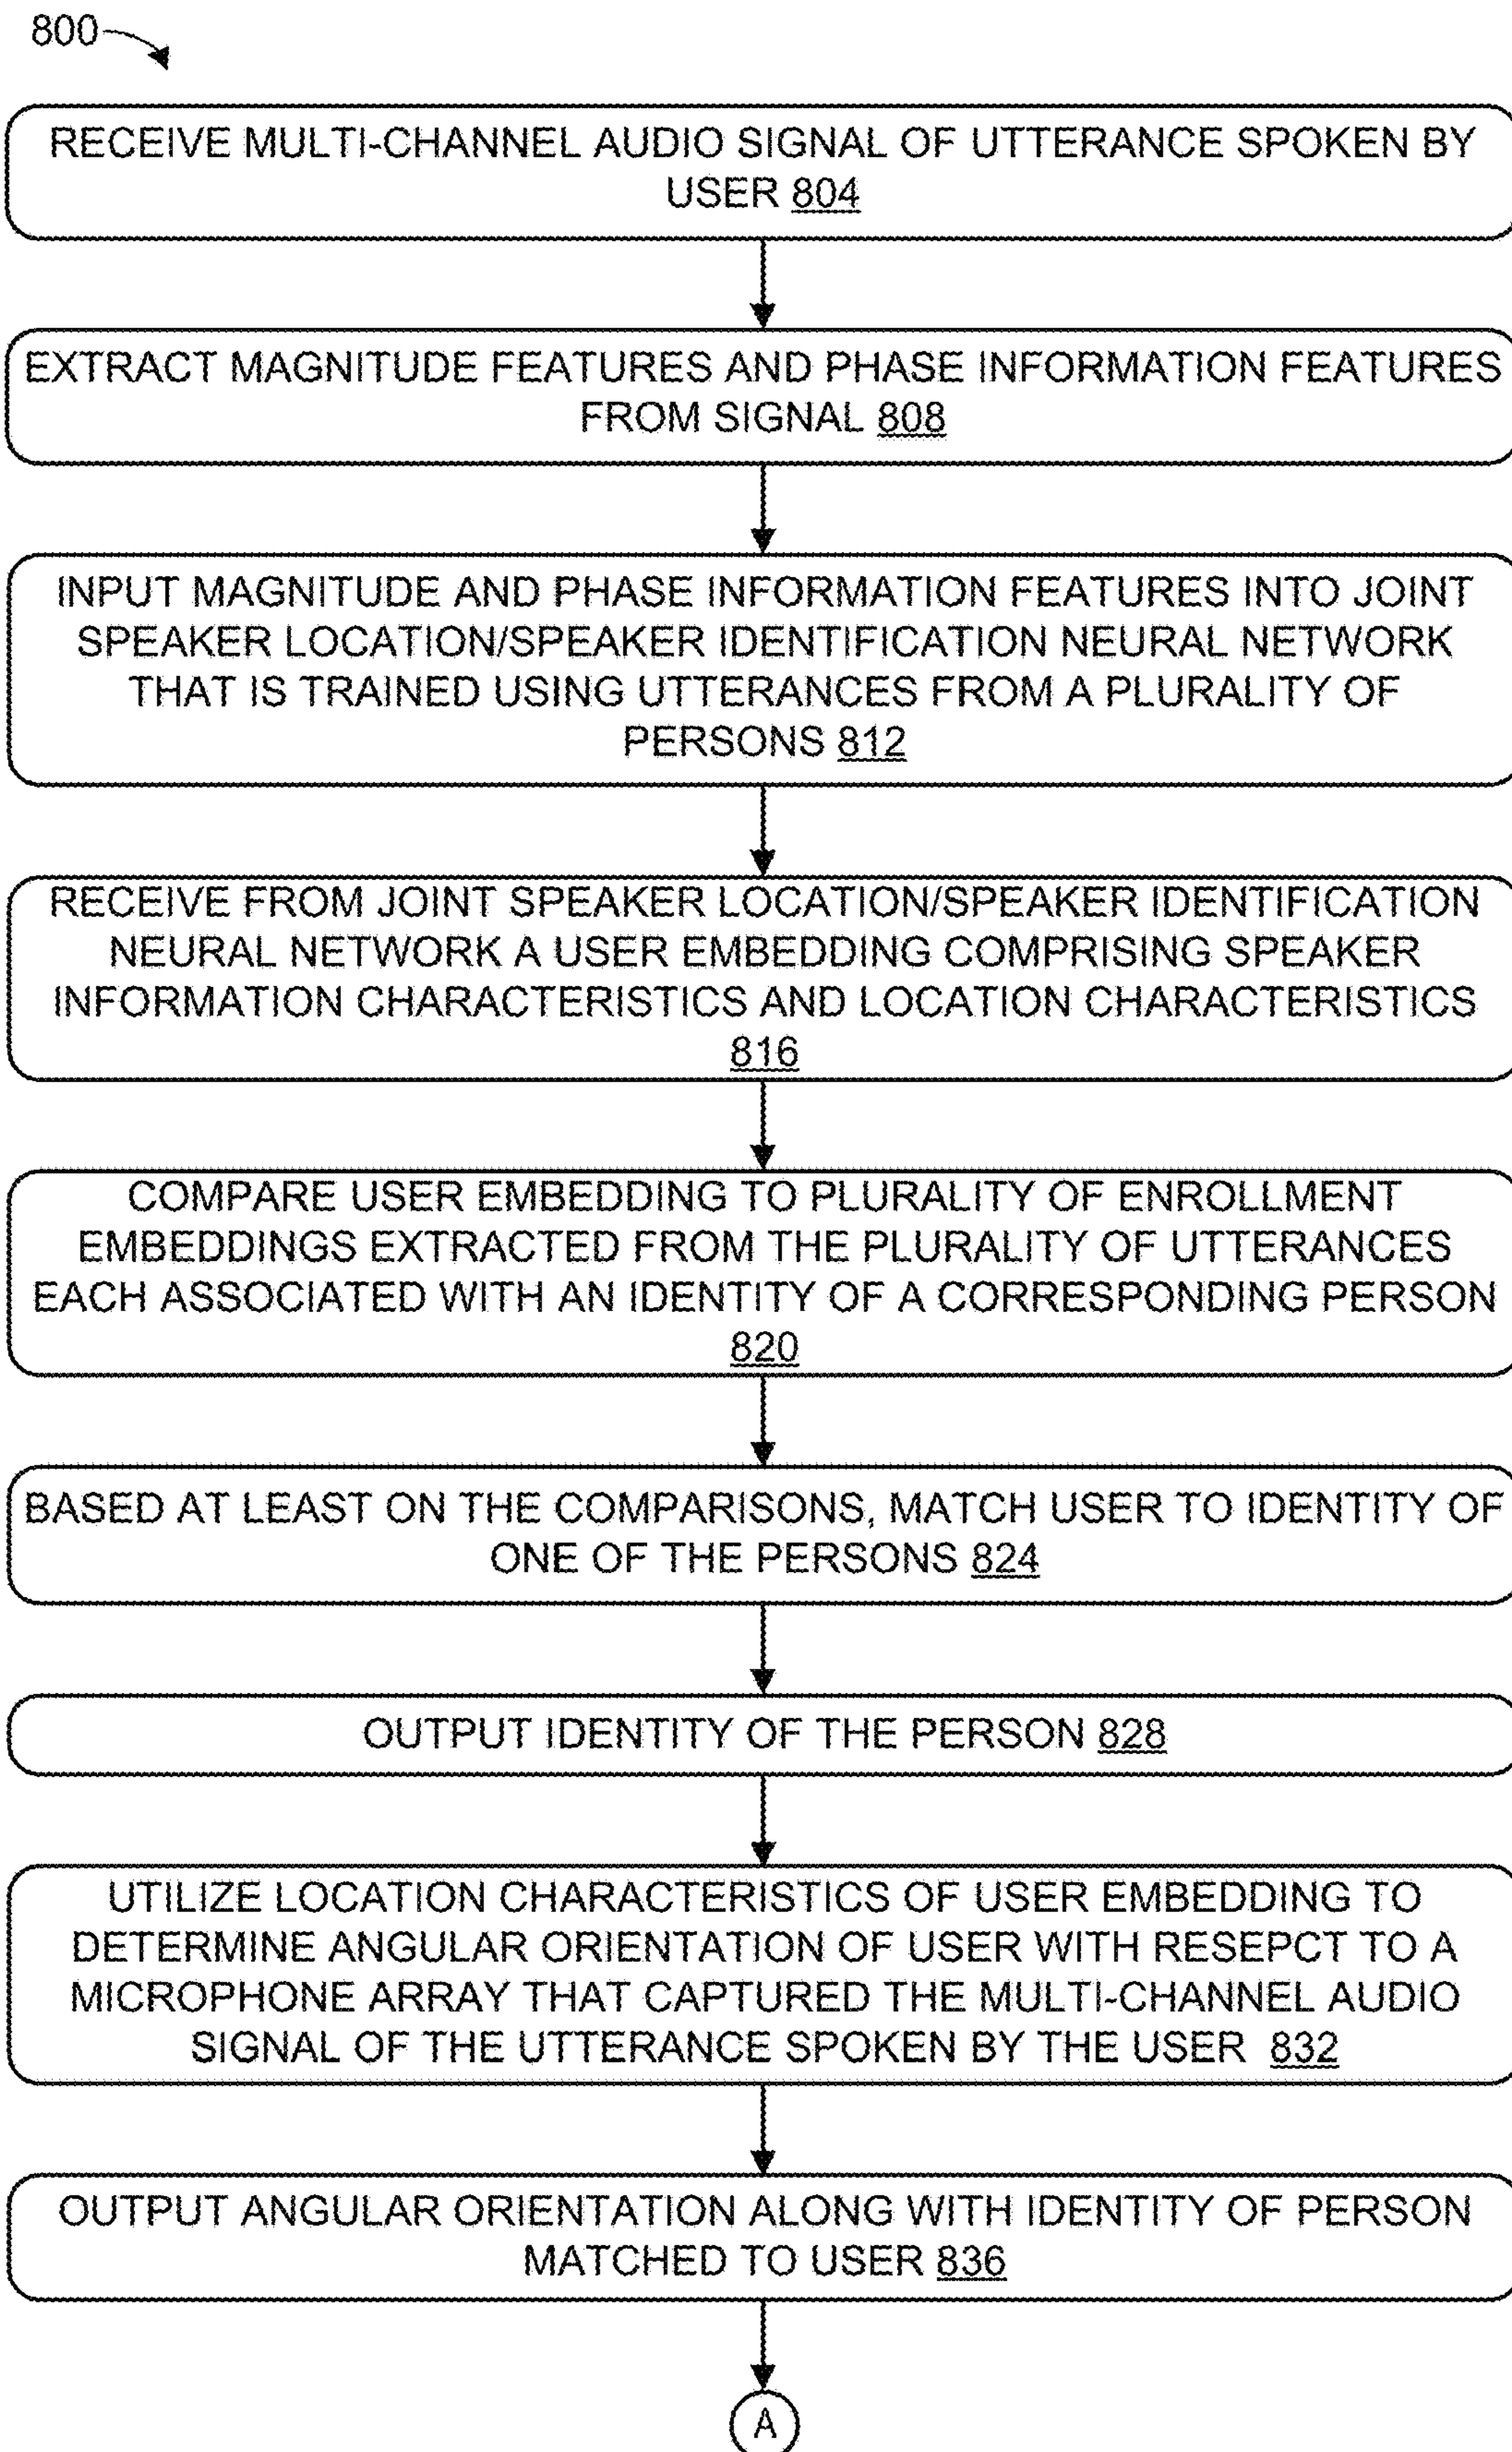 800
RECEIVE MULTI-CHANNEL AUDIO SIGNAL OF UTTERANCE SPOKEN BY
USER 804
EXTRACT MAGNITUDE FEATURES AND PHASE INFORMATION FEATURES
FROM SIGNAL 808
INPUT MAGNITUDE AND PHASE INFORMATION FEATURES INTO JOINT
SPEAKER LOCATION/SPEAKER IDENTIFICATION NEURAL NETWORK
THAT IS TRAINED USING UTTERANCES FROM A PLURALITY OF
PERSONS 812
RECEIVE FROM JOINT SPEAKER LOCATION/SPEAKER IDENTIFICATION
NEURAL NETWORK A USER EMBEDDING COMPRISING SPEAKER
INFORMATION CHARACTERISTICS AND LOCATION CHARACTERISTICS
816
COMPARE USER EMBEDDING TO PLURALITY OF ENROLLMENT
EMBEDDINGS EXTRACTED FROM THE PLURALITY OF UTTERANCES
EACH ASSOCIATED WITH AN IDENTITY OF A CORRESPONDING PERSON
820
BASED AT LEAST ON THE COMPARISONS, MATCH USER TO IDENTITY OF
ONE OF THE PERSONS 824
OUTPUT IDENTITY OF THE PERSON 828
UTILIZE LOCATION CHARACTERISTICS OF USER EMBEDDING TO
DETERMINE ANGULAR ORIENTATION OF USER WITH RESEPCT TO A
MICROPHONE ARRAY THAT CAPTURED THE MULTI-CHANNEL AUDIO
SIGNAL OF THE UTTERANCE SPOKEN BY THE USER 832
OUTPUT ANGULAR ORIENTATION ALONG WITH IDENTITY OF PERSON
MATCHED TO USER 836
A